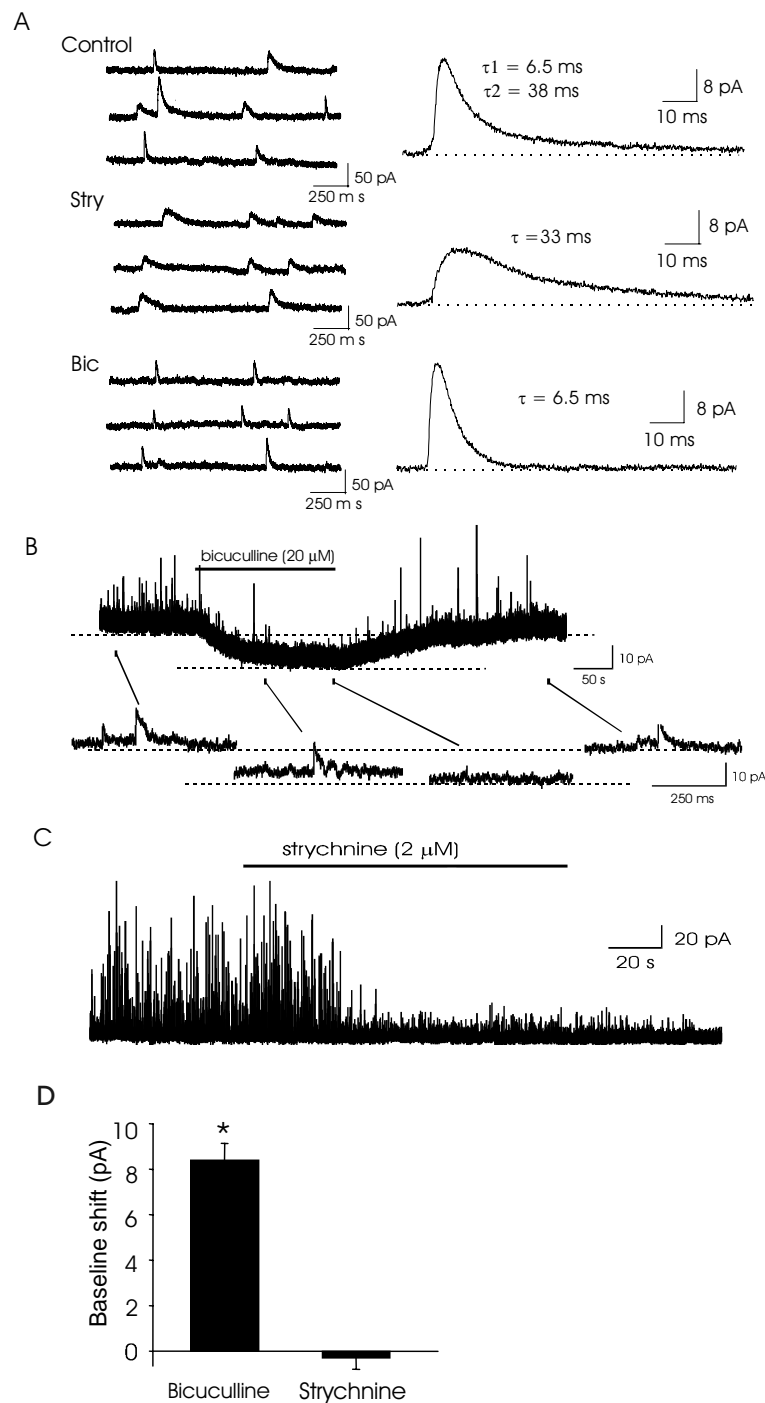 A
Control
τ1 = 6.5 ms
τ2 = 38 ms
8 pA
10 ms
50 pA
250 m s
Stry
τ =33 ms
8 pA
10 ms
50 pA
250 m s
Bic
τ = 6.5 ms
8 pA
10 ms
50 pA
250 m s
B
bicuculline (20 μM)
10 pA
50 s
10 pA
250 ms
C
strychnine (2 μM)
20 pA
20 s
D
Baseline shift (pA)
10
8
6
4
2
0
*
Bicuculline
Strychnine